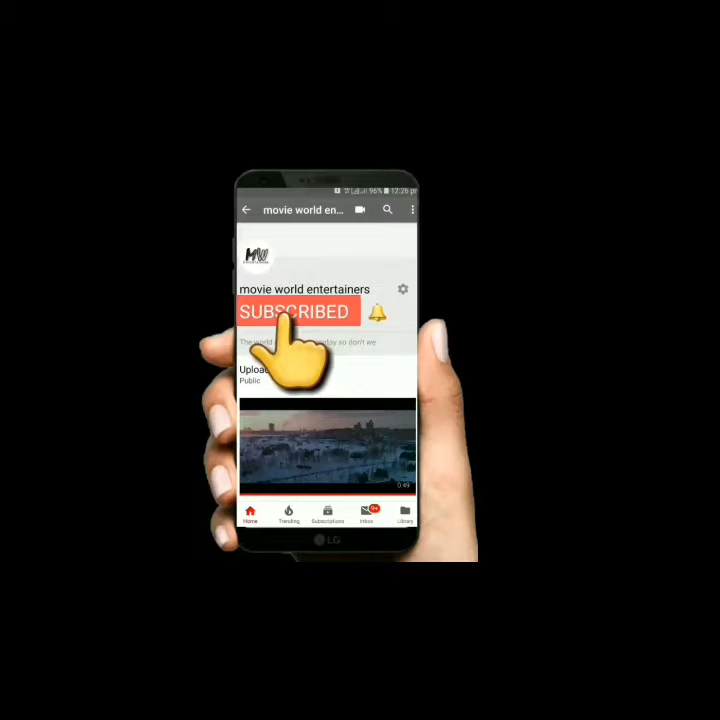 96% 12:26 pm
movie world en...
MW
movie world entertainers
SUBSCRIBED
The world day so don't we
Uploa
Public
0:49
Home Trending Subscriptions Inbox 9+ Library
LG